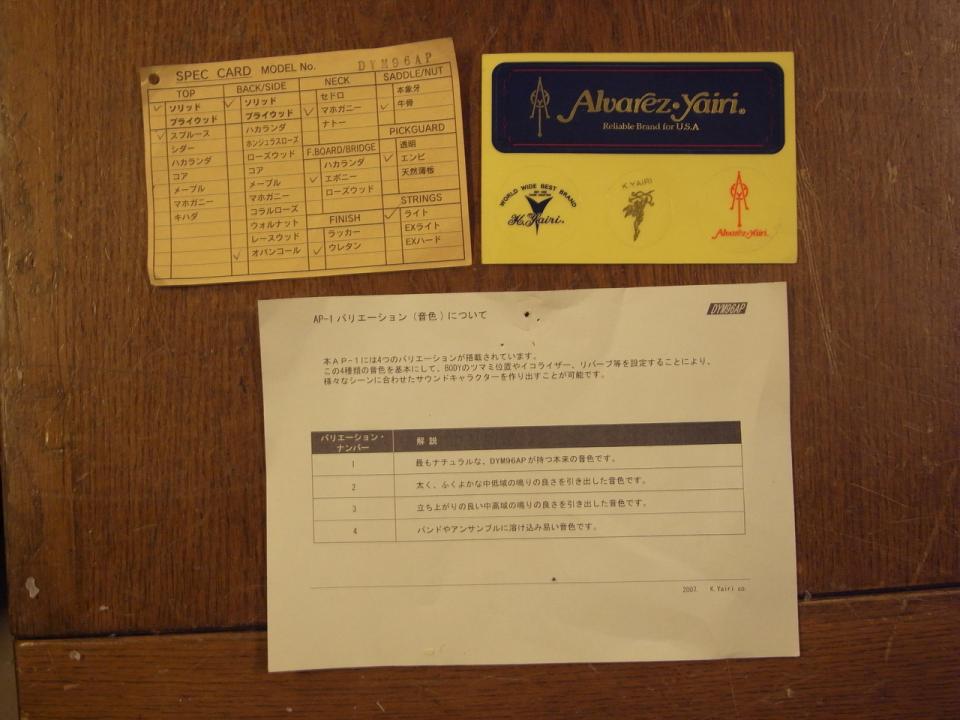 SPEC CARD MODEL No. DYM96AP
TOP
ソリッド
プライウッド
スプルース
シダー
ハカランダ
コア
メープル
マホガニー
キハダ
BACK/SIDE
ソリッド
プライウッド
ハカランダ
ホンジュラスローズ
ローズウッド
コア
メープル
マホガニー
コラルローズ
ウォルナット
レースウッド
オバンコール
NECK
セドロ
マホガニー
ナトー
F.BOARD/BRIDGE
ハカランダ
エボニー
ローズウッド
FINISH
ラッカー
ウレタン
SADDLE/NUT
本象牙
牛骨
PICKGUARD
透明
エンビ
天然薄板
STRINGS
ライト
EXライト
EXハード
Alvarez・Yairi®
Reliable Brand for U.S.A
WORLD WIDE BEST BRAND
K.Yairi.
K.YAIRI
Alvarez・Yairi.
DYM96AP
AP-1 バリエーション (音色) について
本AP-1には4つのバリエーションが搭載されています。
この4種類の音色を基本にして、BODYのツマミ位置やイコライザー、リバーブ等を設定することにより、
様々なシーンに合わせたサウンドキャラクターを作り出すことが可能です。
バリエーション・
ナンバー
解 説
1 最もナチュラルな、DYM96APが持つ本来の音色です。
2 太く、ふくよかな中低域の鳴りの良さを引き出した音色です。
3 立ち上がりの良い中高域の鳴りの良さを引き出した音色です。
4 バンドやアンサンブルに溶け込み易い音色です。
2007. K.Yairi co.